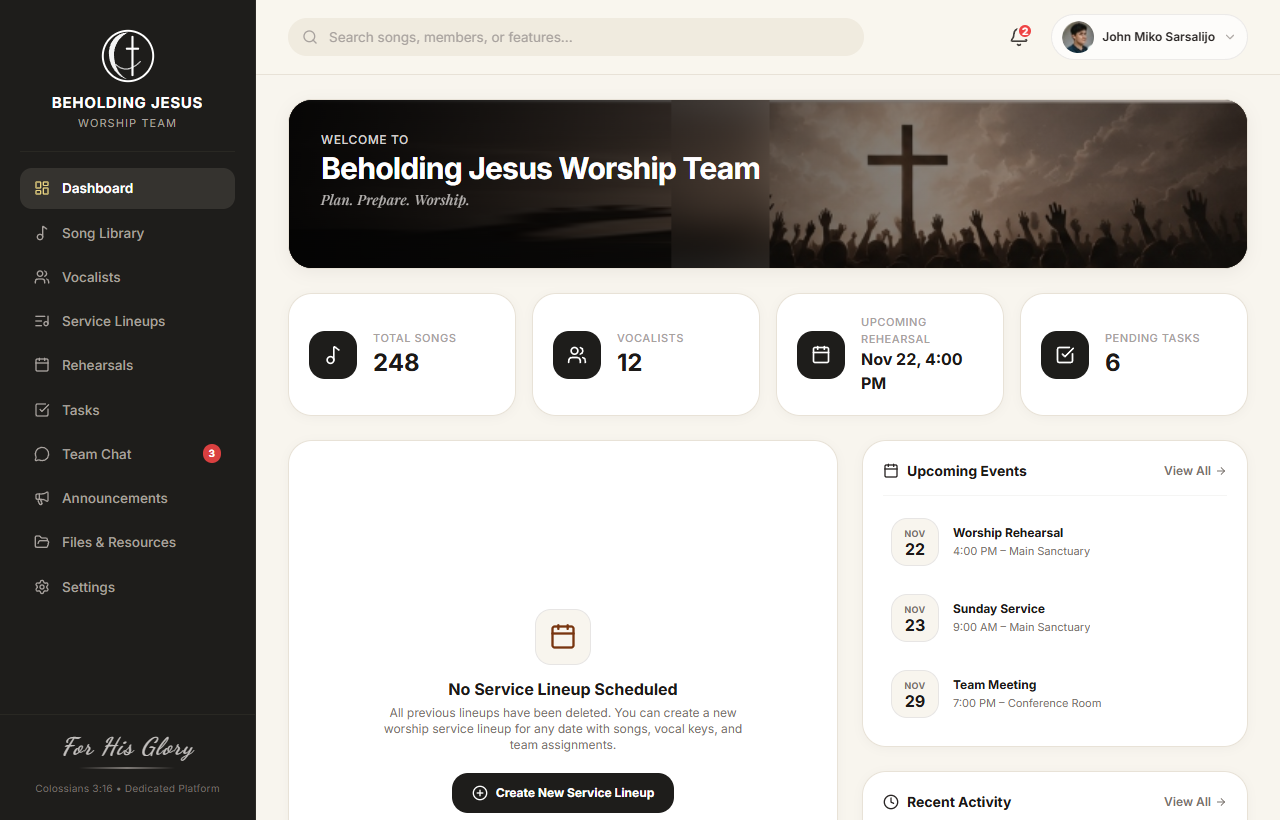 BEHOLDING JESUS
WORSHIP TEAM
Dashboard
Song Library
Vocalists
Service Lineups
Rehearsals
Tasks
Team Chat
3
Announcements
Files & Resources
Settings
For His Glory
Colossians 3:16 • Dedicated Platform
Search songs, members, or features...
2
John Miko Sarsalijo
WELCOME TO
Beholding Jesus Worship Team
Plan. Prepare. Worship.
TOTAL SONGS
248
VOCALISTS
12
UPCOMING
REHEARSAL
Nov 22, 4:00
PM
PENDING TASKS
6
No Service Lineup Scheduled
All previous lineups have been deleted. You can create a new
worship service lineup for any date with songs, vocal keys, and
team assignments.
Create New Service Lineup
Upcoming Events
View All →
NOV
22
Worship Rehearsal
4:00 PM – Main Sanctuary
NOV
23
Sunday Service
9:00 AM – Main Sanctuary
NOV
29
Team Meeting
7:00 PM – Conference Room
Recent Activity
View All →